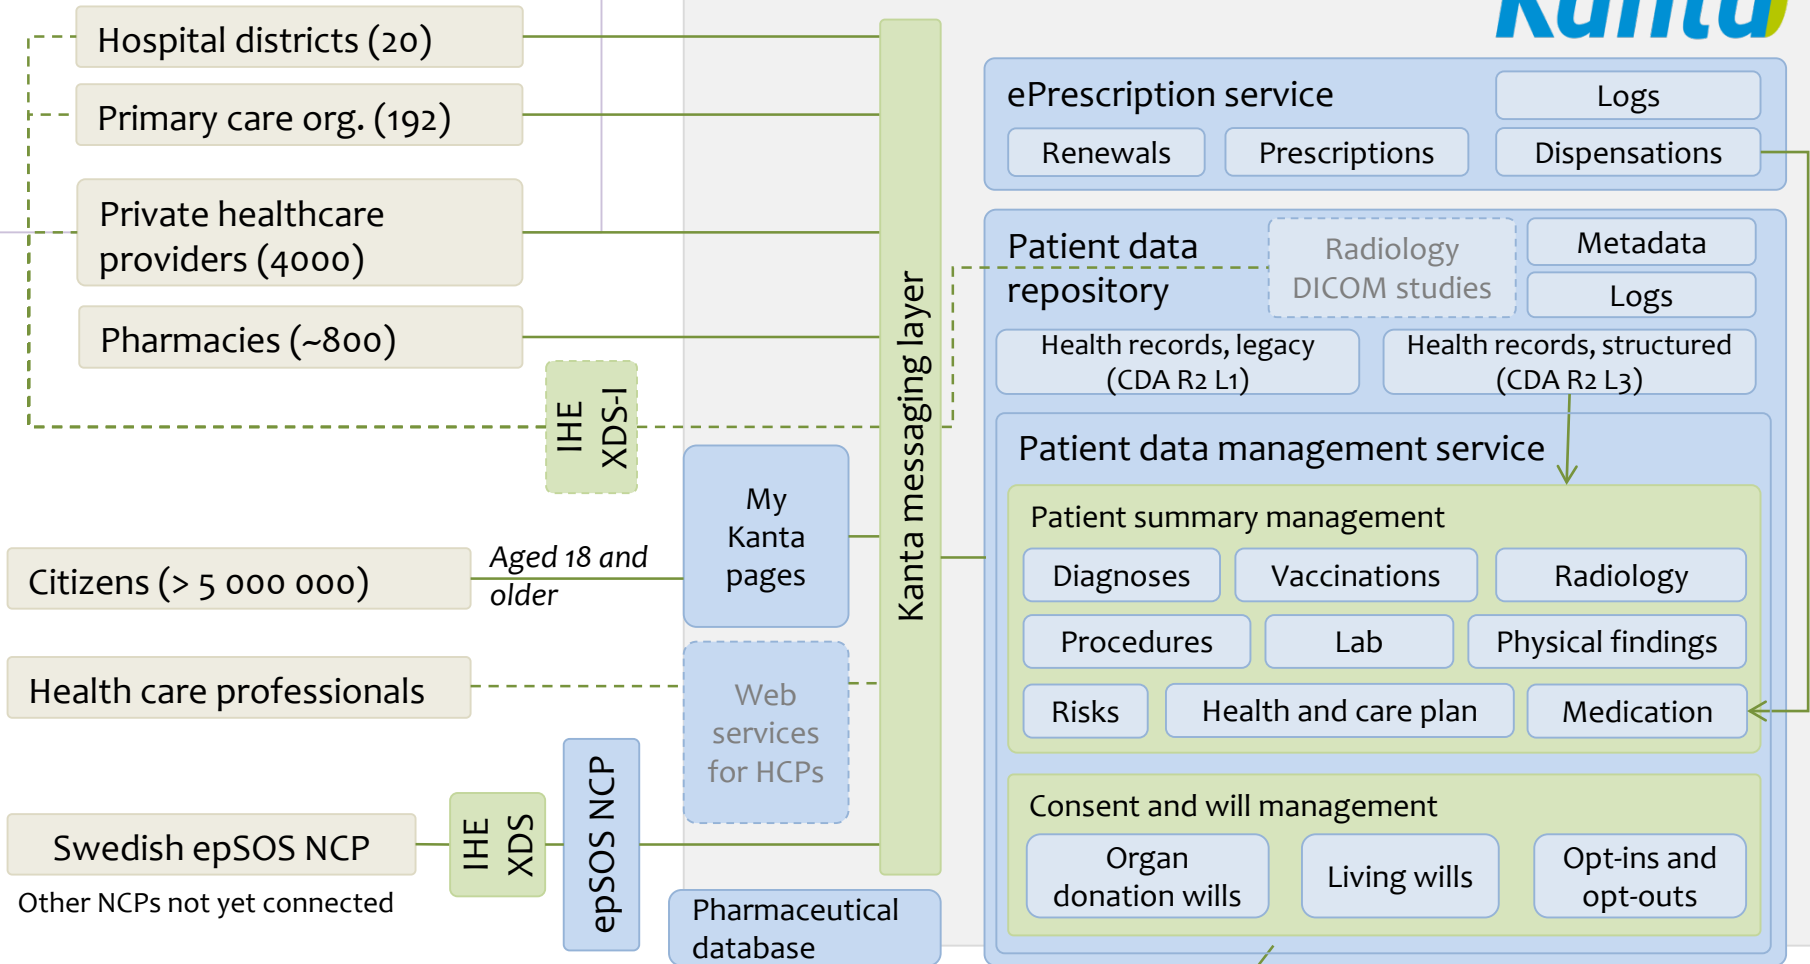 Kanta
Hospital districts (20)
Primary care org. (192)
Private healthcare
providers (4000)
Pharmacies (~800)
IHE
XDS-I
Citizens (> 5 000 000)
Aged 18 and
older
My
Kanta
pages
Health care professionals
Web
services
for HCPs
Swedish epSOS NCP
Other NCPs not yet connected
IHE
XDS
epSOS NCP
Pharmaceutical
database
Kanta messaging layer
ePrescription service
Logs
Renewals
Prescriptions
Dispensations
Patient data
repository
Radiology
DICOM studies
Metadata
Logs
Health records, legacy
(CDA R2 L1)
Health records, structured
(CDA R2 L3)
Patient data management service
Patient summary management
Diagnoses
Vaccinations
Radiology
Procedures
Lab
Physical findings
Risks
Health and care plan
Medication
Consent and will management
Organ
donation wills
Living wills
Opt-ins and
opt-outs